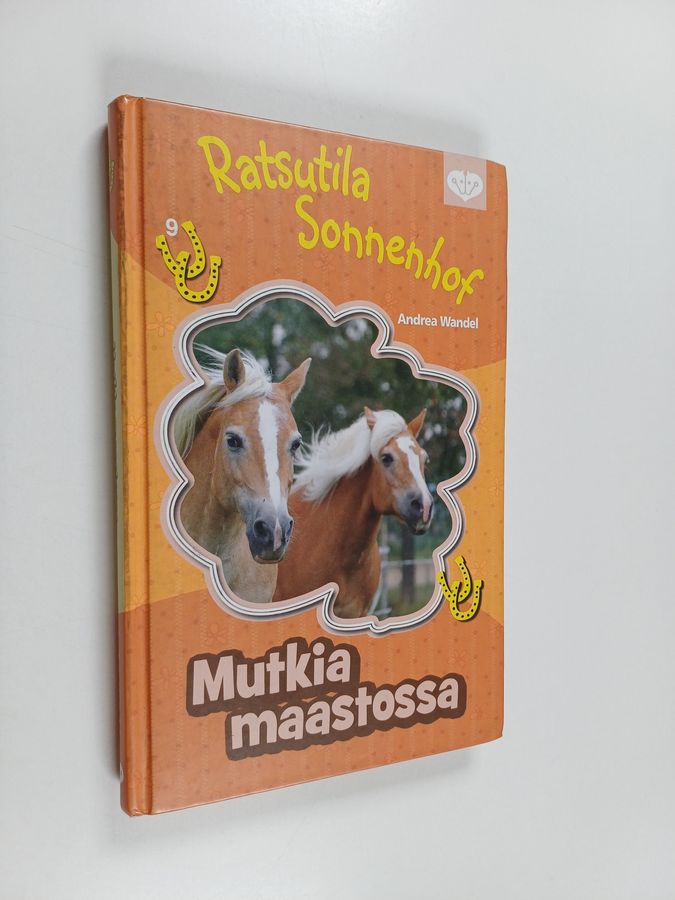 Ratsutila
Sonnenhof
9
Andrea Wandel
Mutkia
maastossa